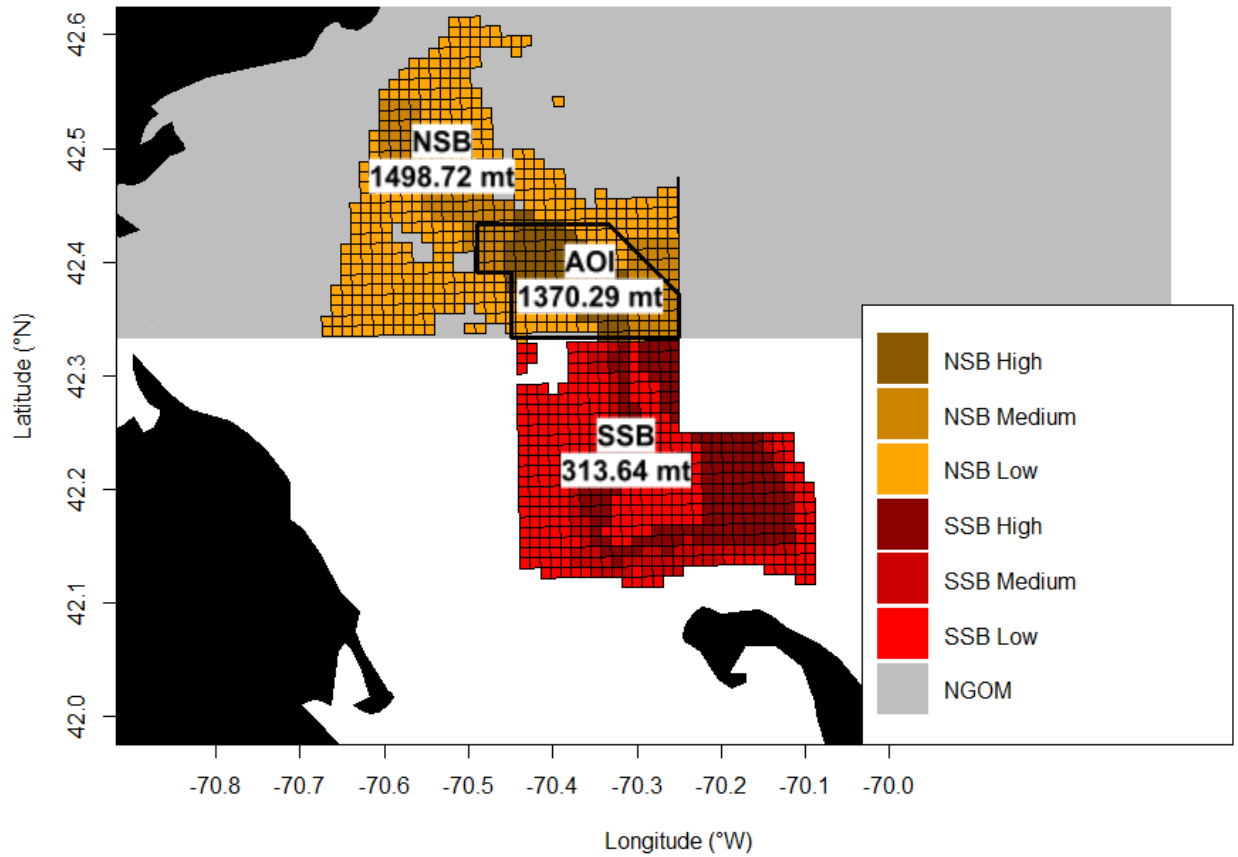 42.6
42.5
42.4
42.3
42.2
42.1
42.0
Latitude (°N)
NSB
1498.72 mt
AOI
1370.29 mt
SSB
313.64 mt
NSB High
NSB Medium
NSB Low
SSB High
SSB Medium
SSB Low
NGOM
-70.8
-70.7
-70.6
-70.5
-70.4
-70.3
-70.2
-70.1
-70.0
Longitude (°W)